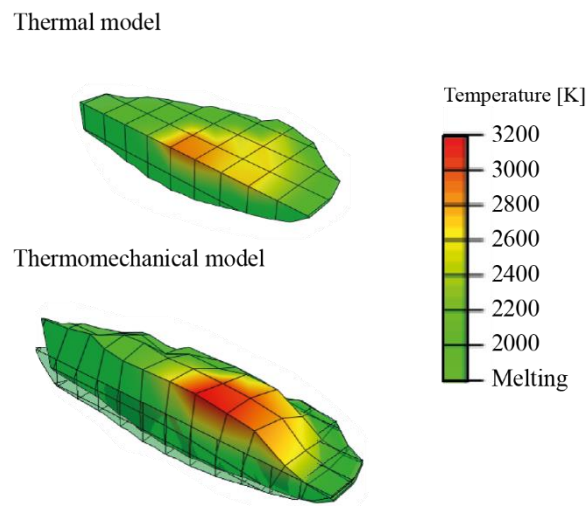 Thermal model
Temperature [K]
3200
3000
2800
2600
2400
2200
2000
Melting
Thermomechanical model